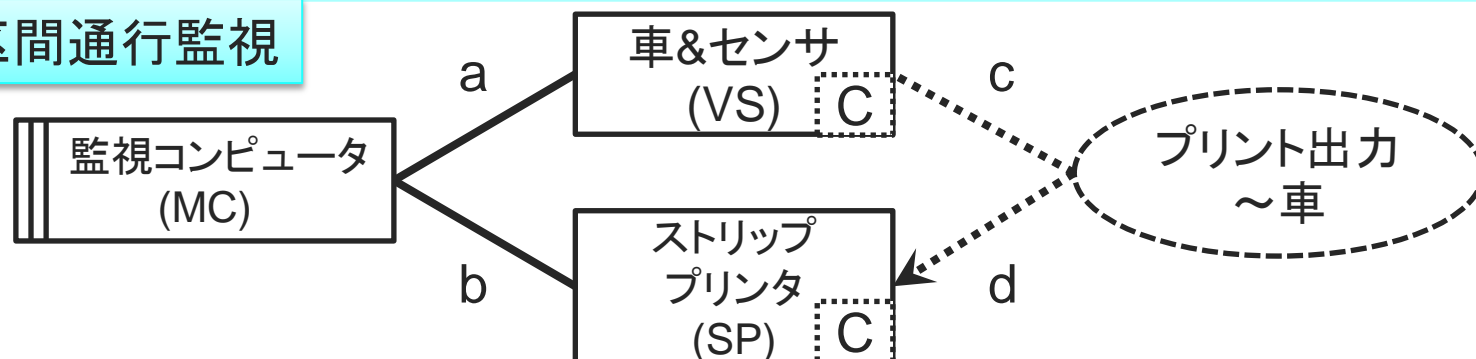 区間通行監視
a
車&センサ
(VS)
C
c
監視コンピュータ
(MC)
プリント出力
～車
b
ストリップ
プリンタ
(SP)
C
d